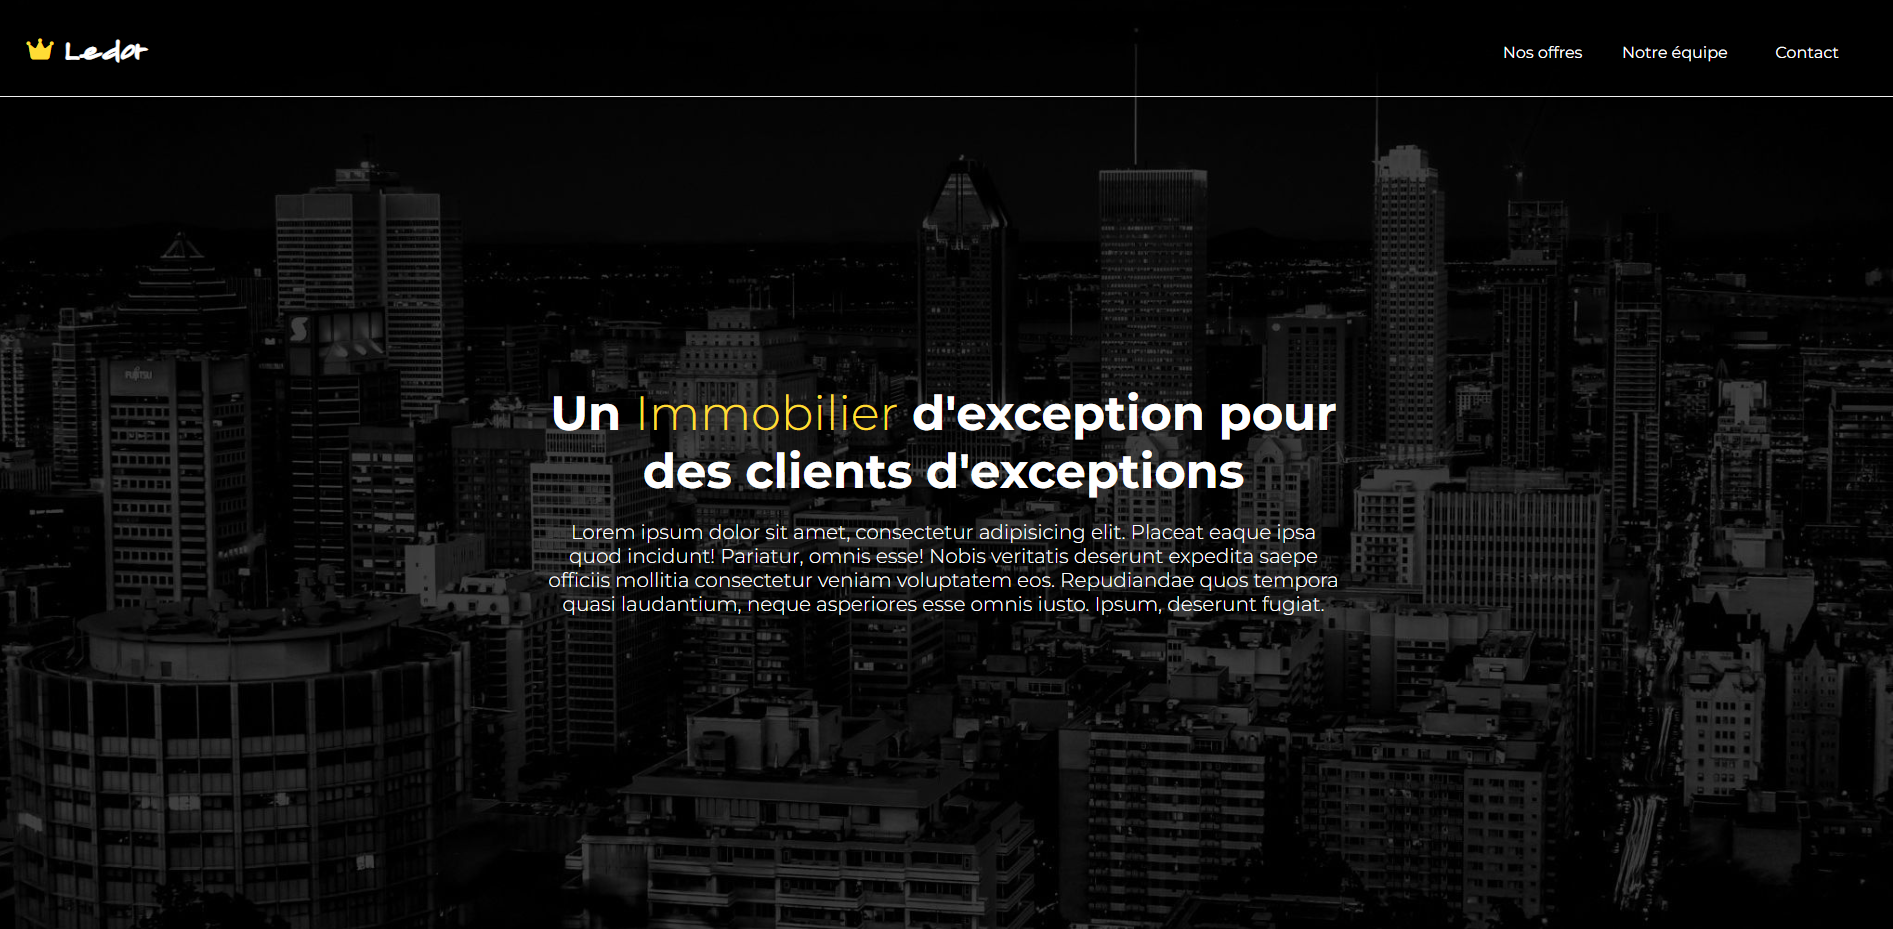 Ledor
Nos offres
Notre équipe
Contact
FUJITSU
Un Immobilier d'exception pour
des clients d'exceptions
Lorem ipsum dolor sit amet, consectetur adipisicing elit. Placeat eaque ipsa
quod incidunt! Pariatur, omnis esse! Nobis veritatis deserunt expedita saepe
officiis mollitia consectetur veniam voluptatem eos. Repudiandae quos tempora
quasi laudantium, neque asperiores esse omnis iusto. Ipsum, deserunt fugiat.